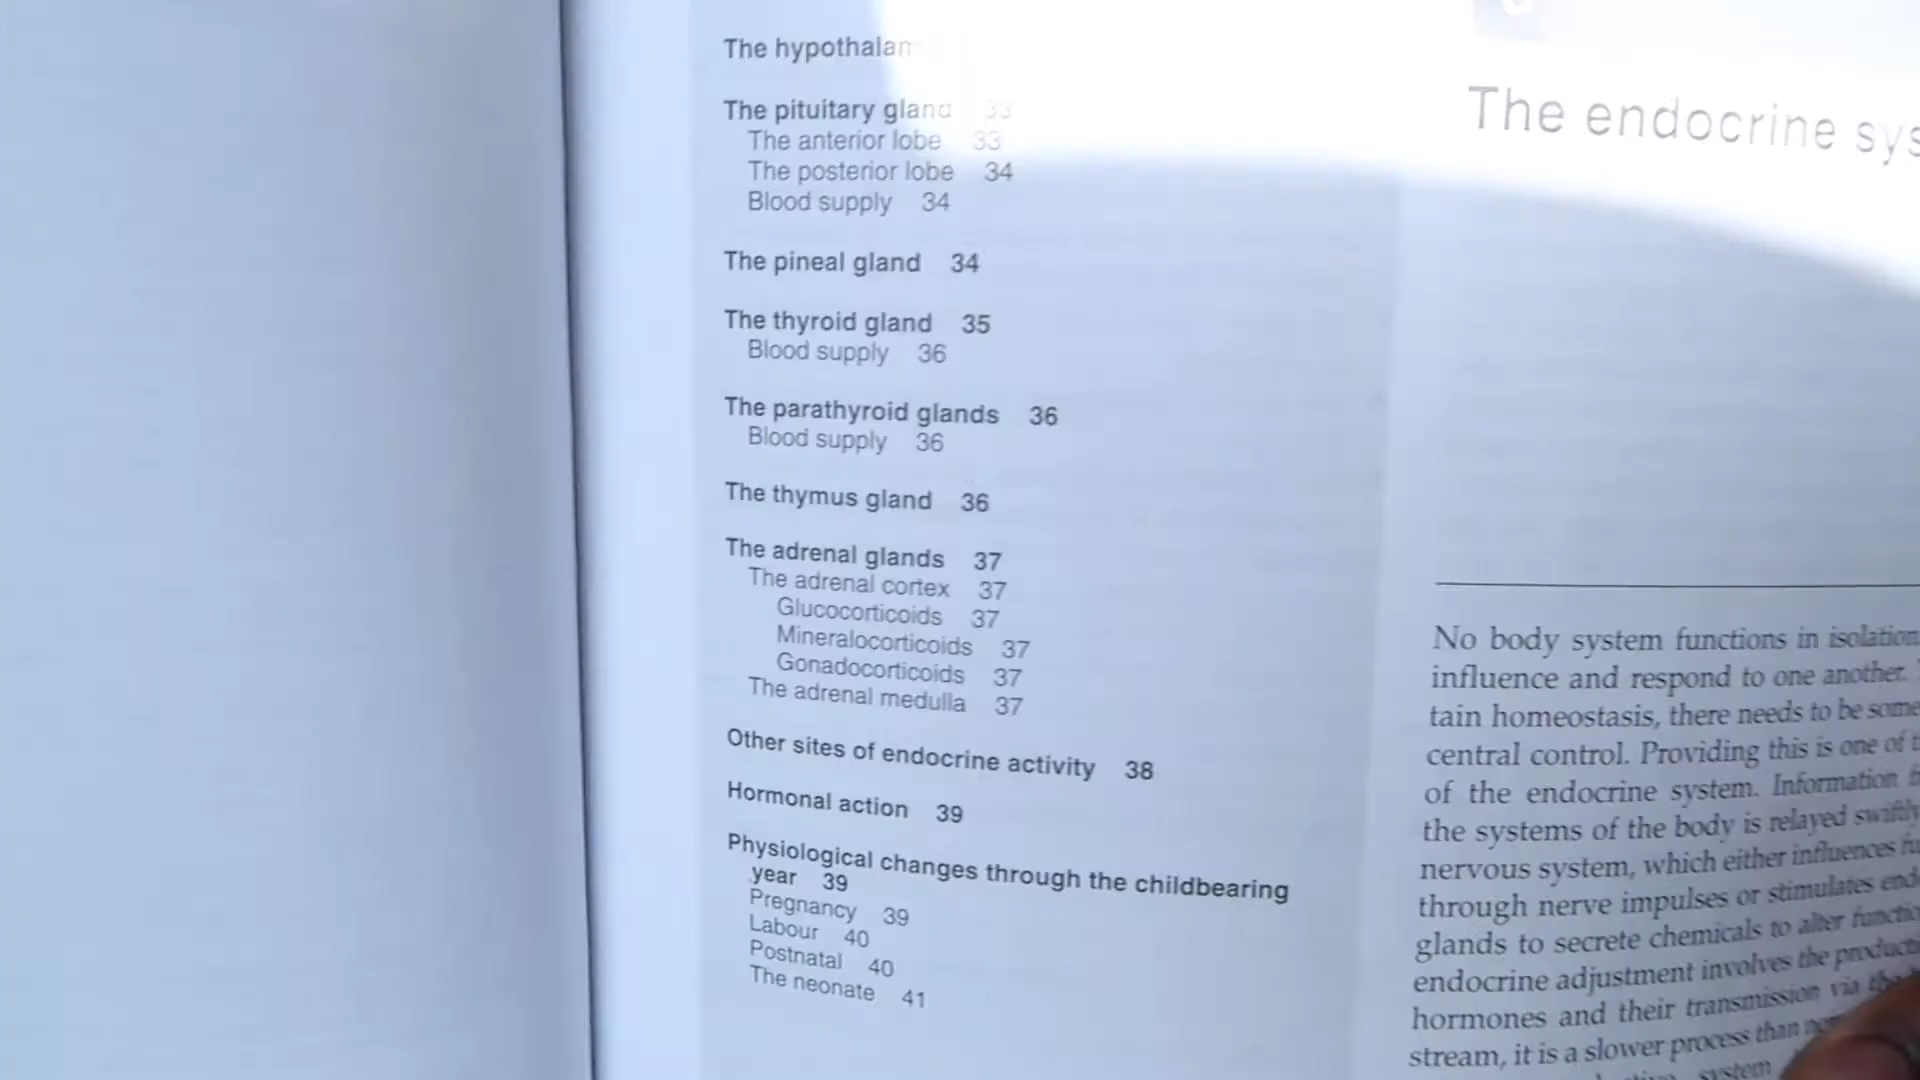 The
The pituitary gland 33
The anterior lobe 33
The posterior lobe 34
Blood supply 34
The pineal gland 34
The thyroid gland 35
Blood supply 36
The parathyroid glands 36
Blood supply 36
The thymus gland 36
The adrenal glands 37
The adrenal cortex 37
Glucocorticoids 37
Mineralocorticoids 37
Gonadocorticoids 37
The adrenal medulla 37
Other sites of endocrine activity 38
Hormonal action 39
Physiological changes through the childbearing
year 39
Pregnancy 39
Labour 40
Postnatal 40
The neonate 41
The endocrine
No body system functions in isolation
influence and respond to one another.
tain homeostasis, there needs to be some
central control. Providing this is one of
of the endocrine system. Information
the systems of the body is relayed swiftly
nervous system, which either influences
through nerve impulses or stimulates
glands to secrete chemicals to alter
endocrine adjustment involves the
hormones and their transmission via
stream, it is a slower process than
system